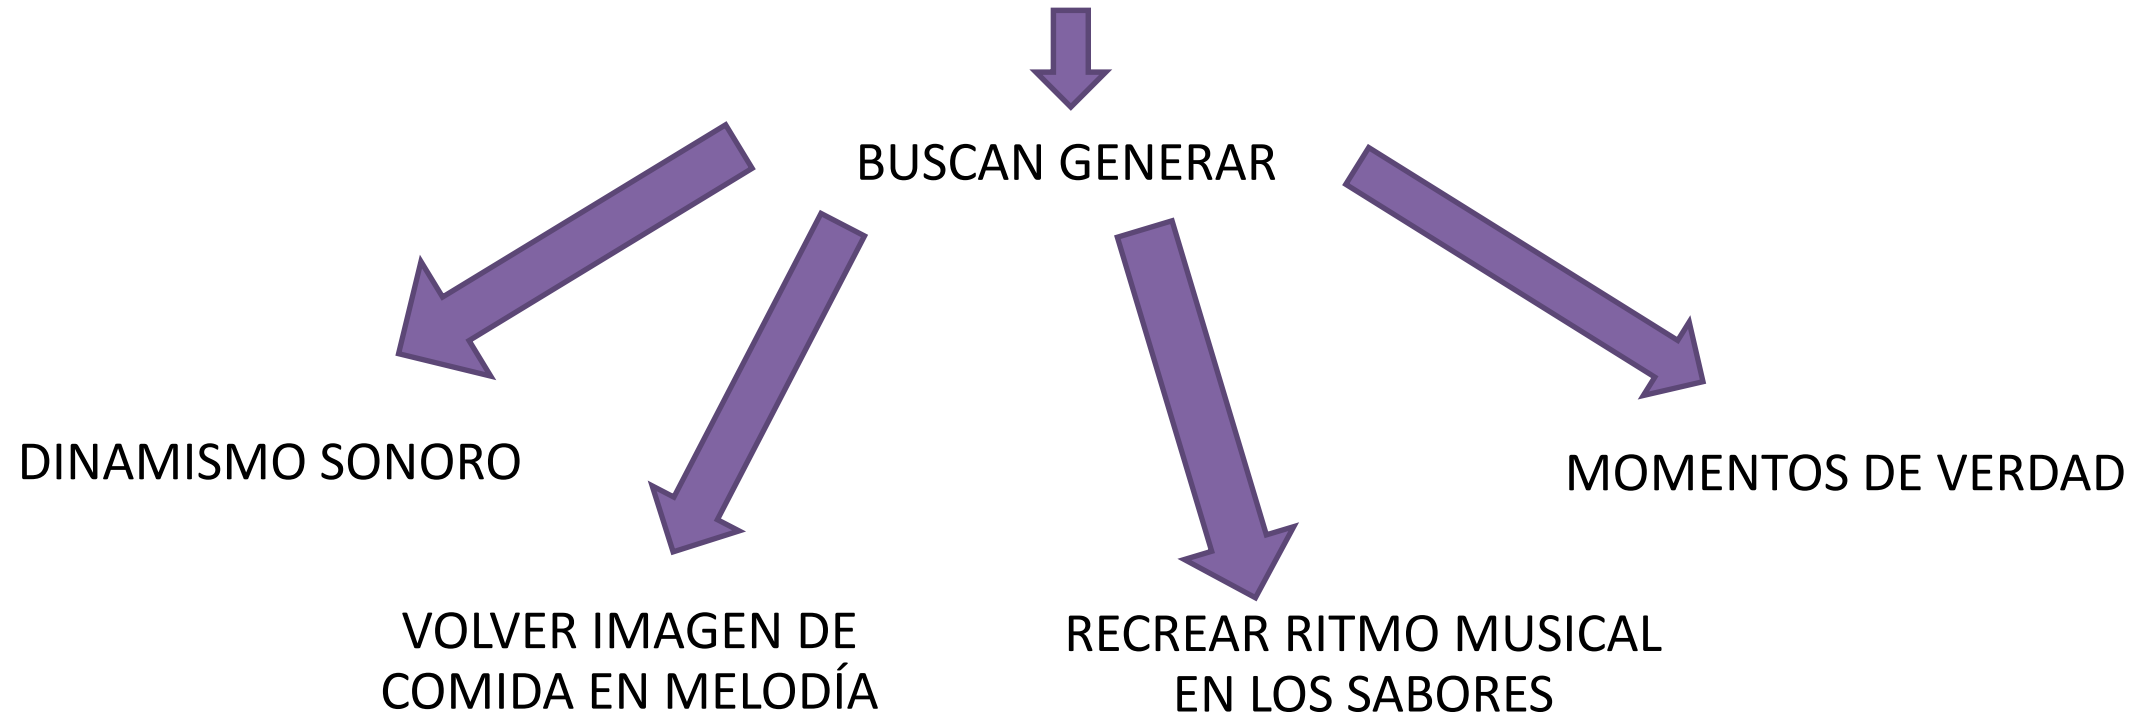 BUSCAN GENERAR
DINAMISMO SONORO
MOMENTOS DE VERDAD
VOLVER IMAGEN DE
COMIDA EN MELODÍA
RECREAR RITMO MUSICAL
EN LOS SABORES